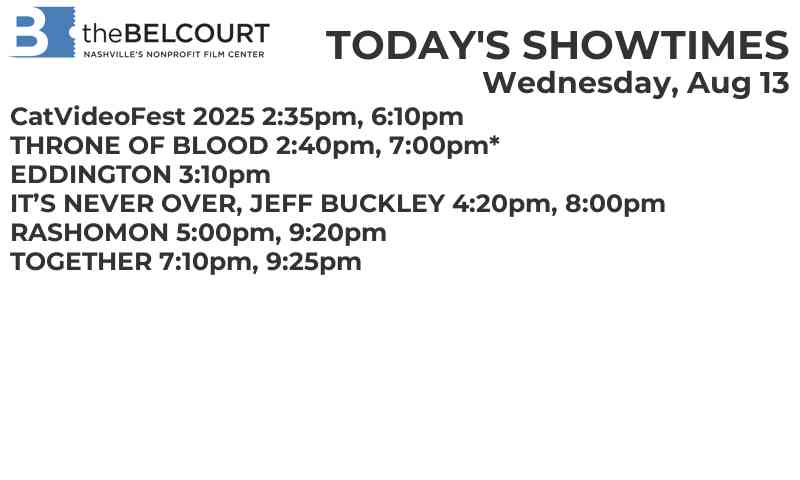 B theBELCOURT
NASHVILLE'S NONPROFIT FILM CENTER
TODAY'S SHOWTIMES
Wednesday, Aug 13
CatVideoFest 2025 2:35pm, 6:10pm
THRONE OF BLOOD 2:40pm, 7:00pm*
EDDINGTON 3:10pm
IT’S NEVER OVER, JEFF BUCKLEY 4:20pm, 8:00pm
RASHOMON 5:00pm, 9:20pm
TOGETHER 7:10pm, 9:25pm